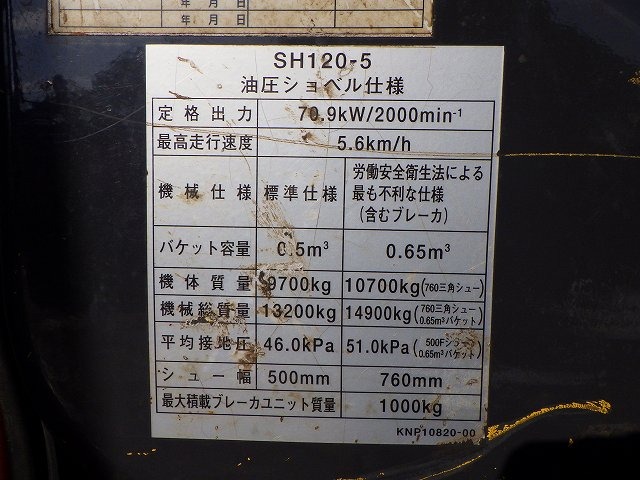 年 月 日
年 月 日
SH120-5
油圧ショベル仕様
定格出力 70.9kW/2000min⁻¹
最高走行速度 5.6km/h
機械仕様 標準仕様 労働安全衛生法による
最も不利な仕様
(含むブレーカ)
バケット容量 0.5m³ 0.65m³
機体質量 9700kg 10700kg(760三角シュー)
機械総質量 13200kg 14900kg(760三角シュー
0.65m³バケット)
平均接地圧 46.0kPa 51.0kPa(500Fシュー
0.65m³バケット)
シュー幅 500mm 760mm
最大積載ブレーカユニット質量 1000kg
KNP10820-00